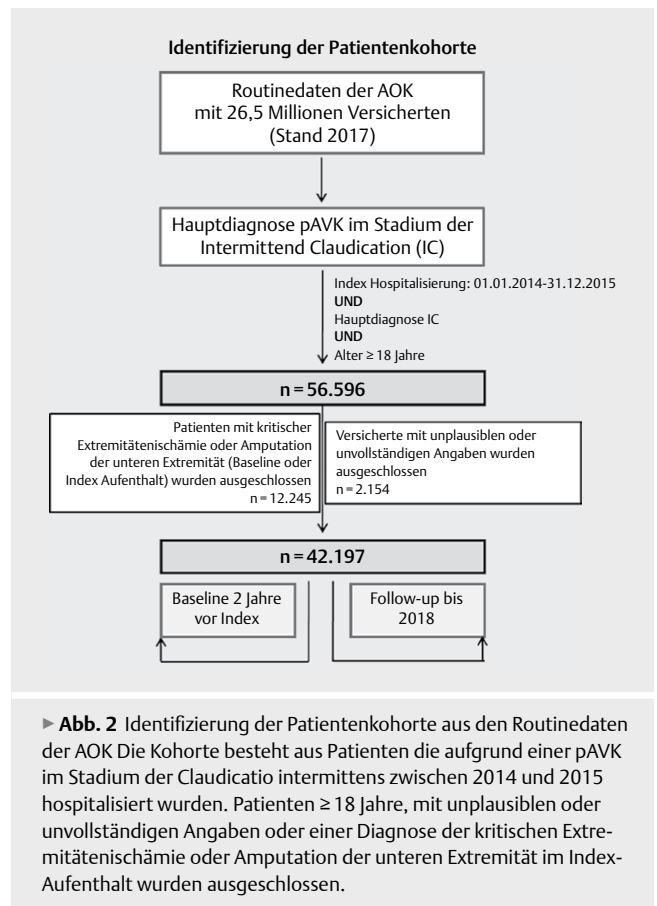 Identifizierung der Patientenkohorte
Routinedaten der AOK
mit 26,5 Millionen Versicherten
(Stand 2017)
Hauptdiagnose pAVK im Stadium der
Intermittend Claudication (IC)
Index Hospitalisierung: 01.01.2014-31.12.2015
UND
Hauptdiagnose IC
UND
Alter ≥ 18 Jahre
n = 56.596
Patienten mit kritischer
Extremitätenischämie oder Amputation
der unteren Extremität (Baseline oder
Index Aufenthalt) wurden ausgeschlossen
n = 12.245
Versicherte mit unplausiblen oder
unvollständigen Angaben wurden
ausgeschlossen
n = 2.154
n = 42.197
Baseline 2 Jahre
vor Index
Follow-up bis
2018
▶ Abb. 2 Identifizierung der Patientenkohorte aus den Routinedaten
der AOK Die Kohorte besteht aus Patienten die aufgrund einer pAVK
im Stadium der Claudicatio intermittens zwischen 2014 und 2015
hospitalisiert wurden. Patienten ≥ 18 Jahre, mit unplausiblen oder
unvollständigen Angaben oder einer Diagnose der kritischen Extre-
mitätenischämie oder Amputation der unteren Extremität im Index-
Aufenthalt wurden ausgeschlossen.